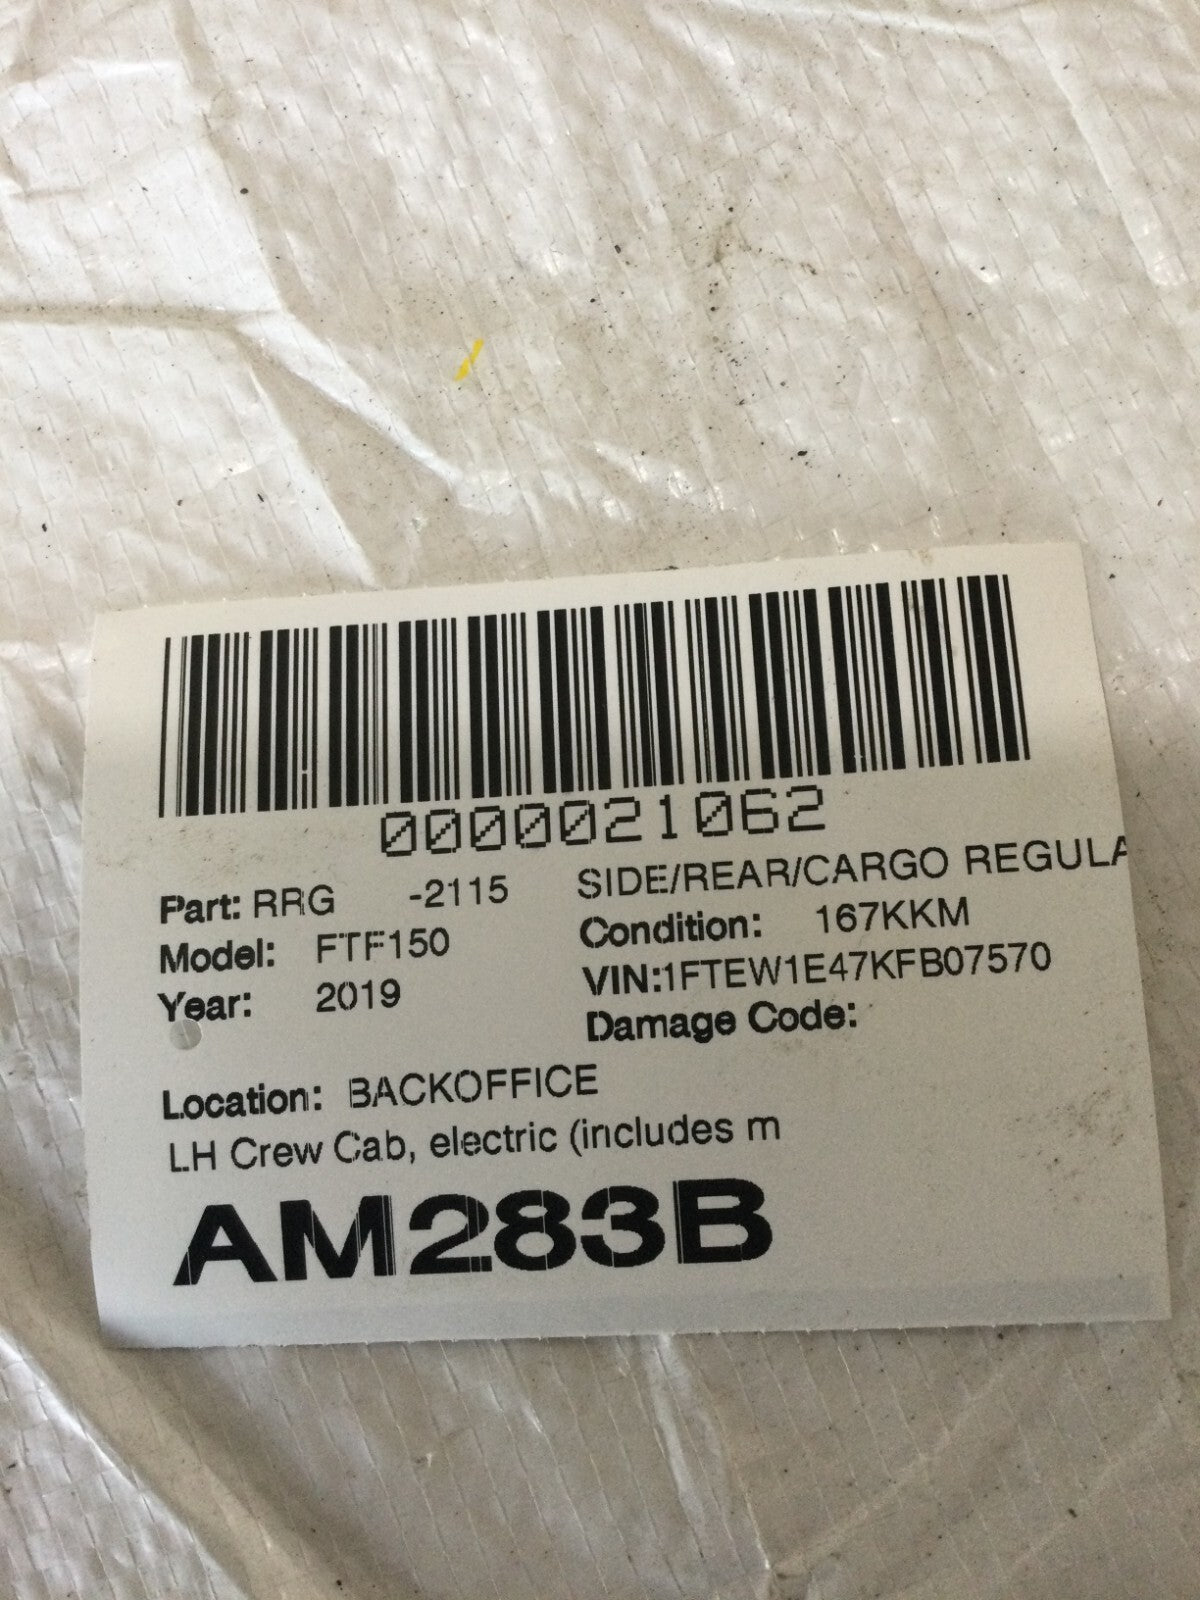 0000021062
Part: RRG -2115 SIDE/REAR/CARGO REGULA
Model: FTF150 Condition: 167KKM
Year: 2019 VIN:1FTEW1E47KFB07570
Damage Code:
Location: BACKOFFICE
LH Crew Cab, electric (includes m
AM283B